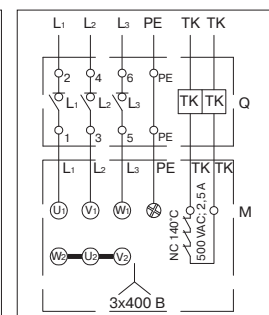 L1 L2 L3 PE TK TK
2 4 6 PE
L1 L2 L3 TK TK Q
1 3 5 PE
L1 L2 L3 PE TK TK
U1 V1 W1 M
NC 140°C
500 VAC; 2,5 A
W2 U2 V2
3x400 В